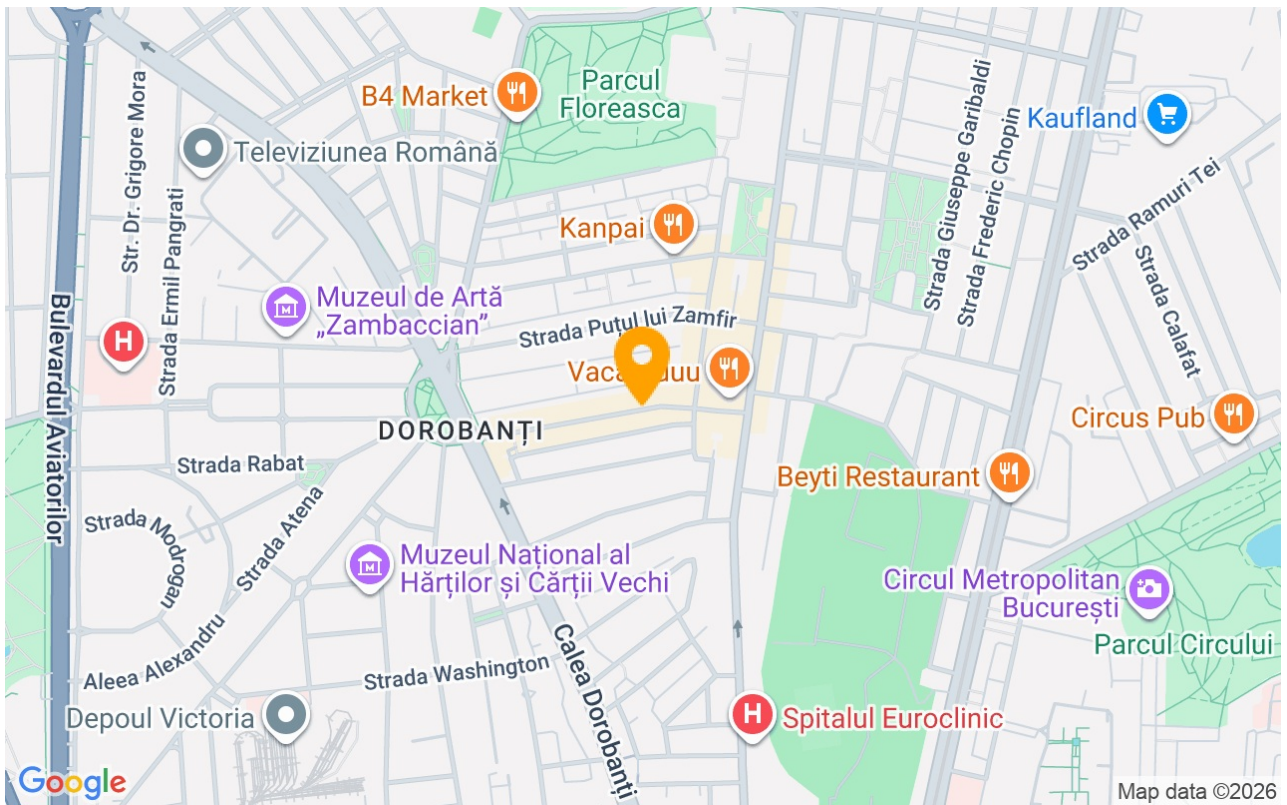 Parcul
Floreasca
B4 Market
Kaufland
Televiziunea Română
Str. Dr. Grigore Mora
Strada Ermil Pangrati
Strada Giuseppe Garibaldi
Strada Frederic Chopin
Strada Ramuri Tei
Strada Calafat
Kanpai
Muzeul de Artă
„Zambaccian”
H
Strada Puțul lui Zamfir
Bulevardul Aviatorilor
DOROBANȚI
Circus Pub
Strada Rabat
Beyti Restaurant
Strada Modrogan
Strada Atena
Muzeul Național al
Hărților și Cărții Vechi
Circul Metropolitan
București
Parcul Circului
Aleea Alexandru
Strada Washington
Calea Dorobanți
Depoul Victoria
H
Spitalul Euroclinic
Google
Map data ©2026